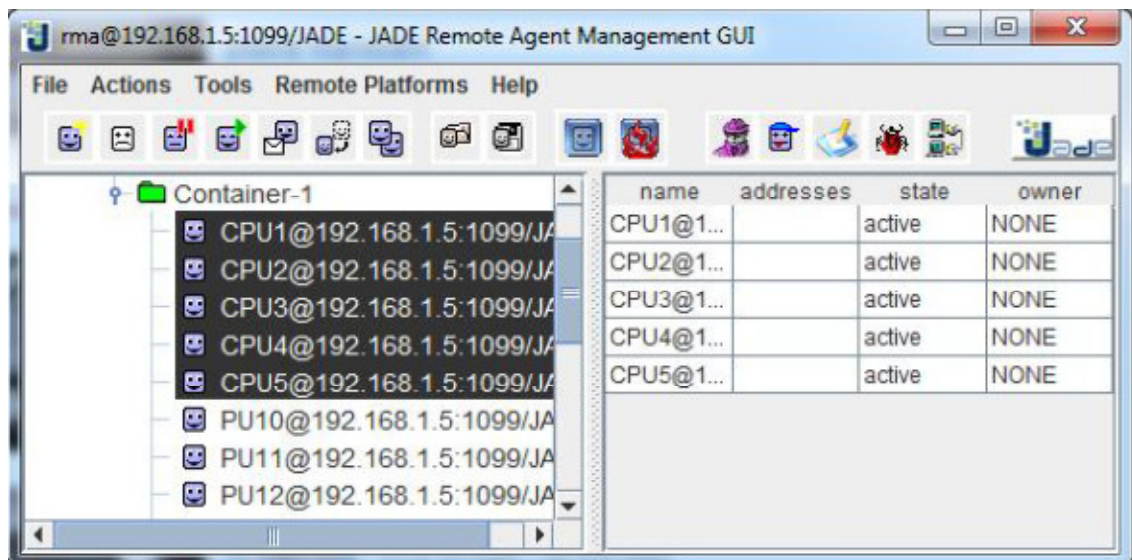 rma@192.168.1.5:1099/JADE - JADE Remote Agent Management GUI
File Actions Tools Remote Platforms Help
Jade
Container-1
CPU1@192.168.1.5:1099/JA
CPU2@192.168.1.5:1099/JA
CPU3@192.168.1.5:1099/JA
CPU4@192.168.1.5:1099/JA
CPU5@192.168.1.5:1099/JA
PU10@192.168.1.5:1099/JA
PU11@192.168.1.5:1099/JA
PU12@192.168.1.5:1099/JA
name addresses state owner
CPU1@1... active NONE
CPU2@1... active NONE
CPU3@1... active NONE
CPU4@1... active NONE
CPU5@1... active NONE